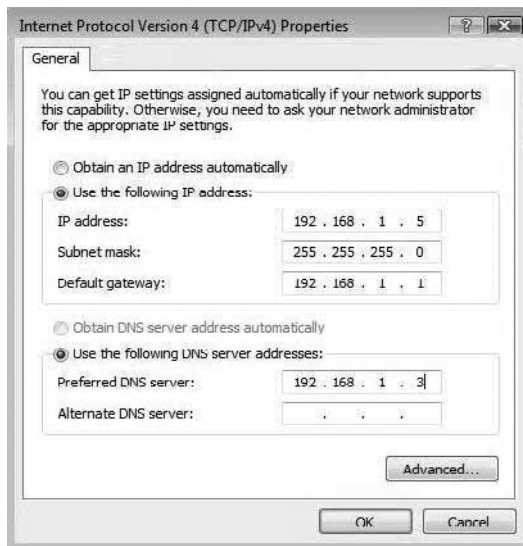 Internet Protocol Version 4 (TCP/IPv4) Properties
General
You can get IP settings assigned automatically if your network supports
this capability. Otherwise, you need to ask your network administrator
for the appropriate IP settings.
Obtain an IP address automatically
Use the following IP address:
IP address: 192 . 168 . 1 . 5
Subnet mask: 255 . 255 . 255 . 0
Default gateway: 192 . 168 . 1 . 1
Obtain DNS server address automatically
Use the following DNS server addresses:
Preferred DNS server: 192 . 168 . 1 . 3
Alternate DNS server: . . .
Advanced...
OK Cancel